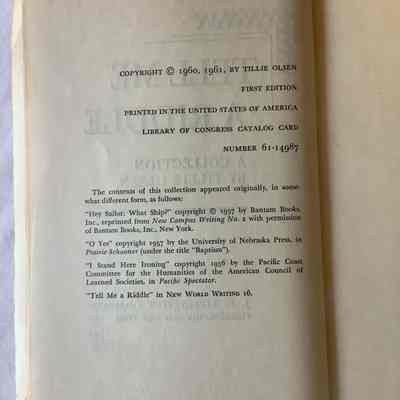 COPYRIGHT © 1960, 1961, BY TILLIE OLSEN
FIRST EDITION
PRINTED IN THE UNITED STATES OF AMERICA
LIBRARY OF CONGRESS CATALOG CARD
NUMBER 61-14987
The contents of this collection appeared originally, in some-
what different form, as follows:
"Hey Sailor, What Ship?" copyright © 1957 by Bantam Books,
Inc., reprinted from New Campus Writing No. 2 with permission
of Bantam Books, Inc., New York.
"O Yes" copyright 1957 by the University of Nebraska Press, in
Prairie Schooner (under the title "Baptism").
"I Stand Here Ironing" copyright 1956 by the Pacific Coast
Committee for the Humanities of the American Council of
Learned Societies, in Pacific Spectator.
"Tell Me a Riddle" in NEW WORLD WRITING 16.